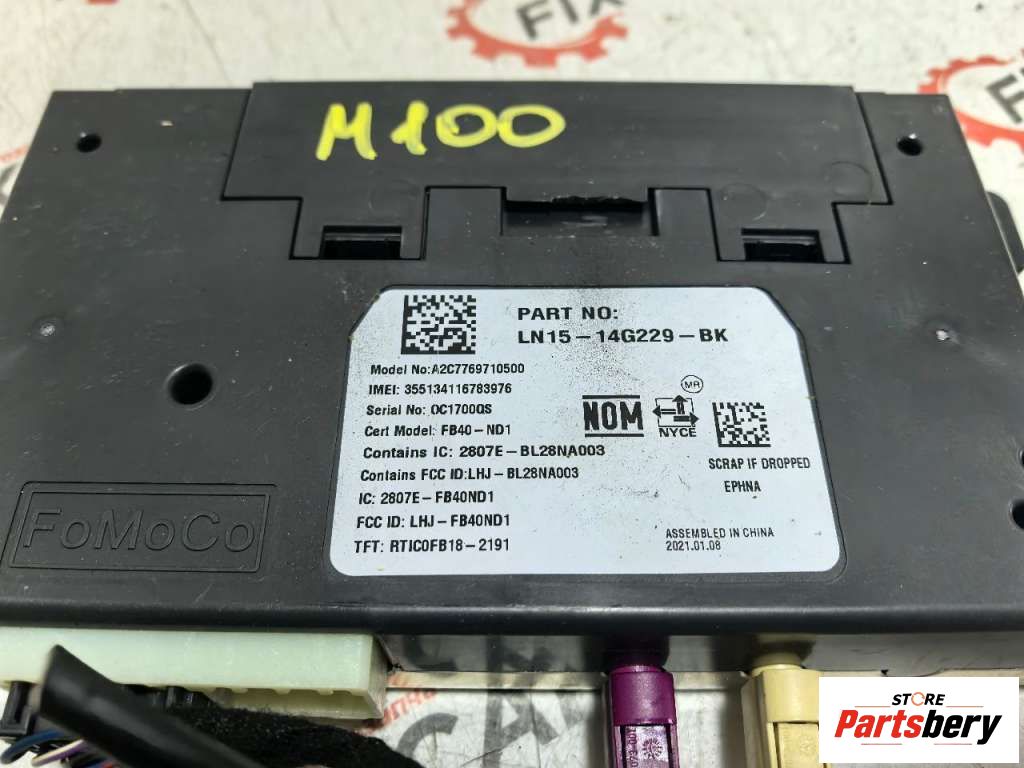 FIX
M100
PART NO:
LN15-14G229-BK
Model No:A2C7769710500
IMEI: 355134116783976
Serial No: OC1700QS
Cert Model: FB40-ND1
Contains IC: 2807E-BL28NA003
Contains FCC ID:LHJ-BL28NA003
IC: 2807E-FB40ND1
FCC ID: LHJ-FB40ND1
TFT: RTIC0FB18-2191
MR
NOM
NYCE
SCRAP IF DROPPED
EPHNA
ASSEMBLED IN CHINA
2021.01.08
FoMoCo
STORE
Partsbery